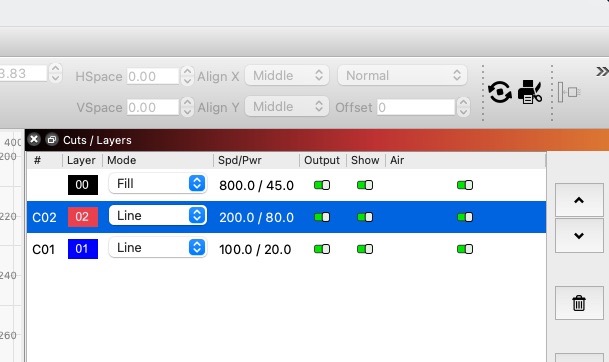 8.83 HSpace 0.00 Align X Middle Normal
VSpace 0.00 Align Y Middle Offset 0
400 Cuts / Layers
200
# Layer Mode Spd/Pwr Output Show Air
00 Fill 800.0 / 45.0
220 C02 02 Line 200.0 / 80.0
C01 01 Line 100.0 / 20.0
240
260